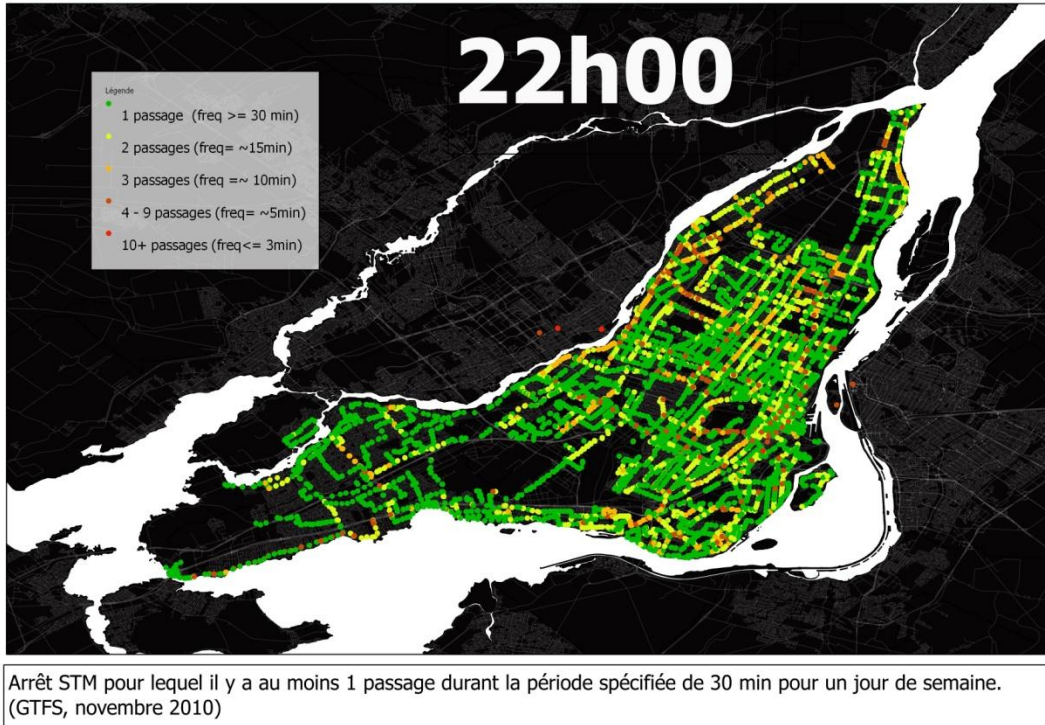 22h00
Légende
1 passage (freq >= 30 min)
2 passages (freq= ~15min)
3 passages (freq =~ 10min)
4 - 9 passages (freq= ~5min)
10+ passages (freq<= 3min)
Arrêt STM pour lequel il y a au moins 1 passage durant la période spécifiée de 30 min pour un jour de semaine.
(GTFS, novembre 2010)